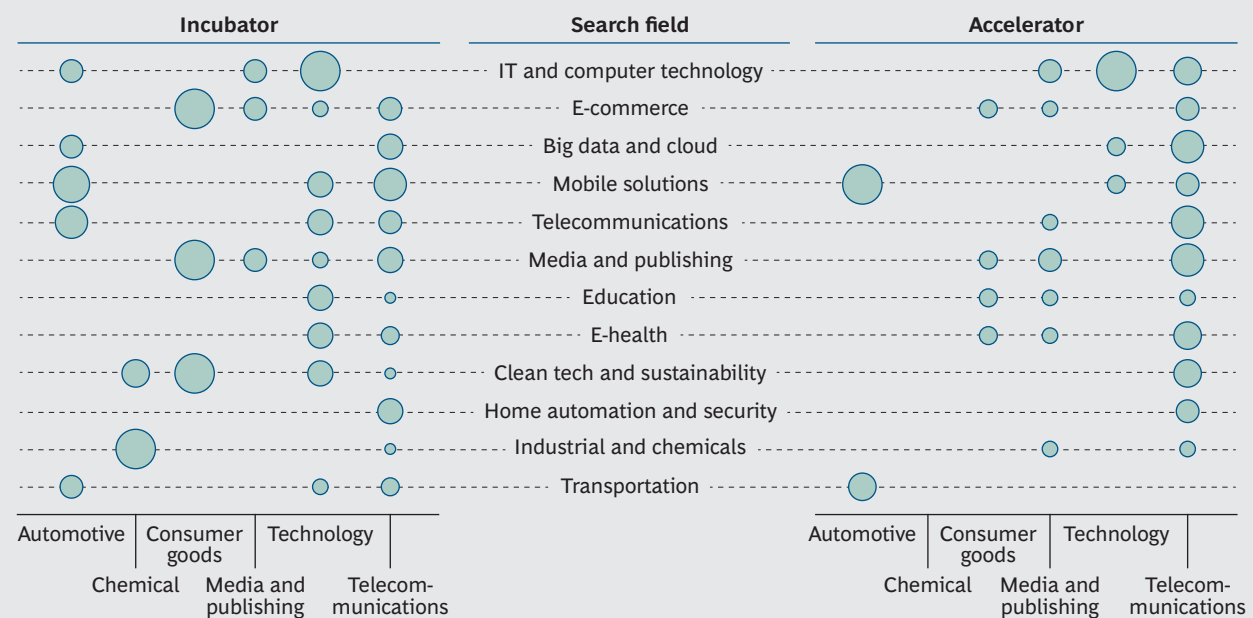 Incubator
Search field
Accelerator
IT and computer technology
E-commerce
Big data and cloud
Mobile solutions
Telecommunications
Media and publishing
Education
E-health
Clean tech and sustainability
Home automation and security
Industrial and chemicals
Transportation
Automotive
Consumer
goods
Technology
Chemical
Media and
publishing
Telecom-
munications
Automotive
Consumer
goods
Technology
Chemical
Media and
publishing
Telecom-
munications